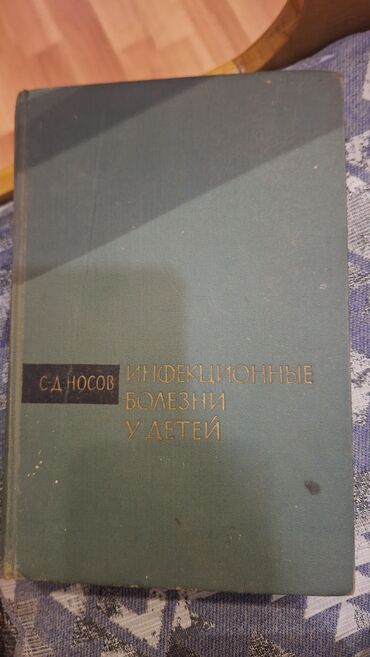 С. Д. НОСОВ
ИНФЕКЦИОННЫЕ
БОЛЕЗНИ
У ДЕТЕЙ